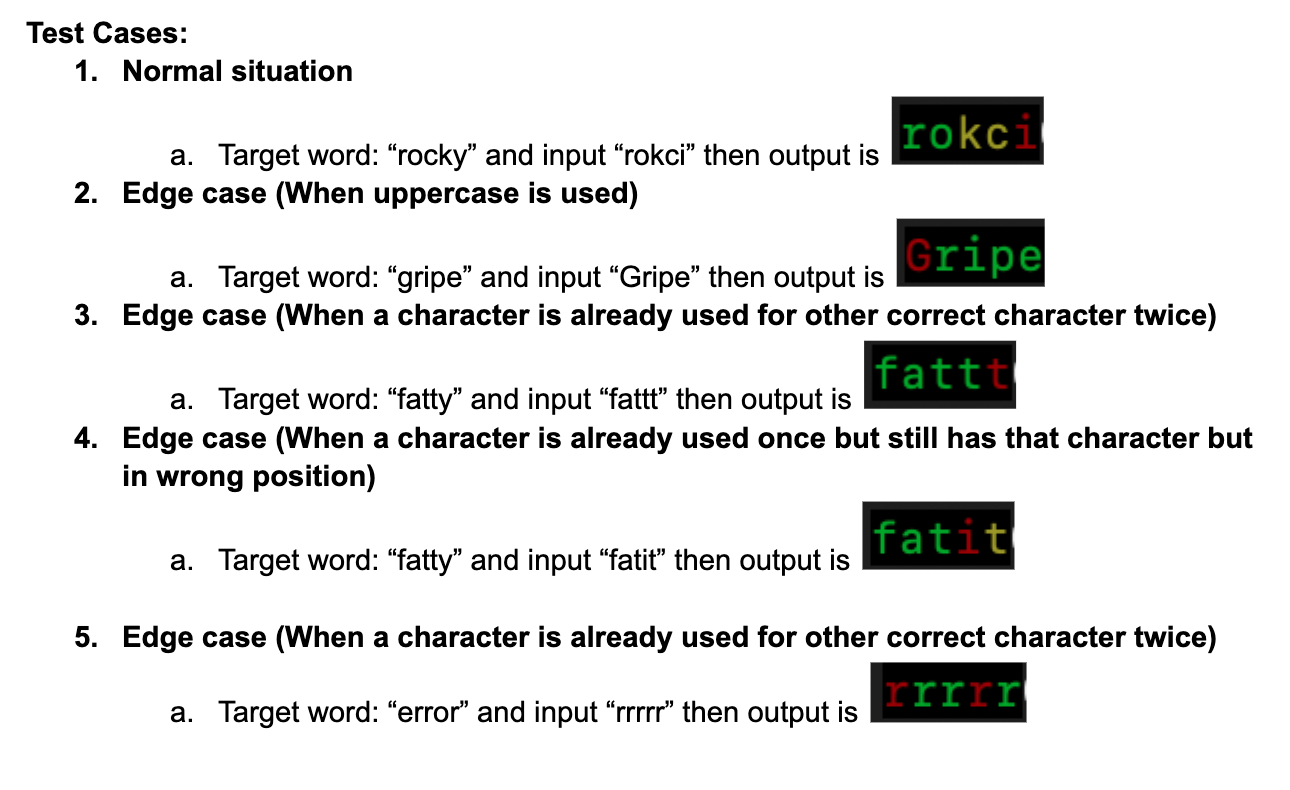 Test Cases:
1. Normal situation
a. Target word: “rocky” and input “rokci” then output is rokci
2. Edge case (When uppercase is used)
a. Target word: “gripe” and input “Gripe” then output is Gripe
3. Edge case (When a character is already used for other correct character twice)
a. Target word: “fatty” and input “fattt” then output is fattt
4. Edge case (When a character is already used once but still has that character but
in wrong position)
a. Target word: “fatty” and input “fatit” then output is fatit
5. Edge case (When a character is already used for other correct character twice)
a. Target word: “error” and input “rrrrr” then output is rrrrr